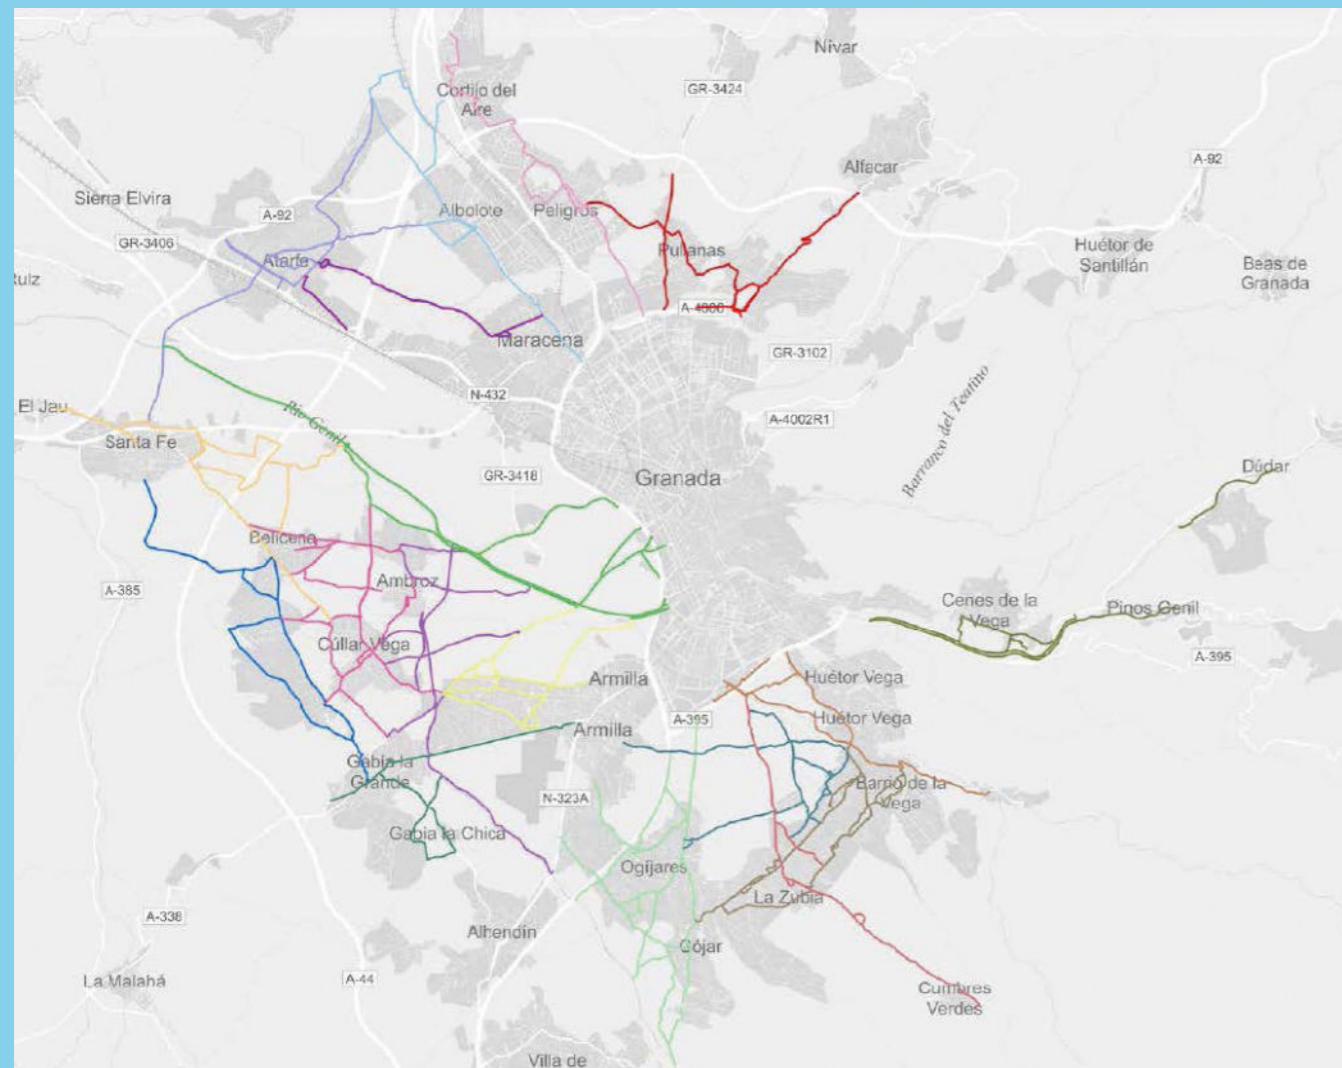 Nívar
Cortijo del
Aire
GR-3424
A-92
Alfacar
Sierra Elvira
A-92
Albolote
Peligros
GR-3406
Pulianas
Huétor de
Santillán
Beas de
Granada
Atarfe
Ruiz
Maracena
GR-3102
N-432
El Jau
Río Genil
A-4002R1
Barranco del Teatino
Santa Fe
GR-3418
Granada
Dúdar
Belicena
Ambroz
A-385
Cenes de la
Vega
Pinos Genil
Cúllar Vega
A-395
Armilla
Huétor Vega
Huétor Vega
A-395
Armilla
Gabia la
Grande
Barrio de la
Vega
N-323A
Gabia la Chica
Ogíjares
La Zubia
A-338
Alhendín
Gójar
La Malahá
A-44
Cumbres
Verdes
Villa de